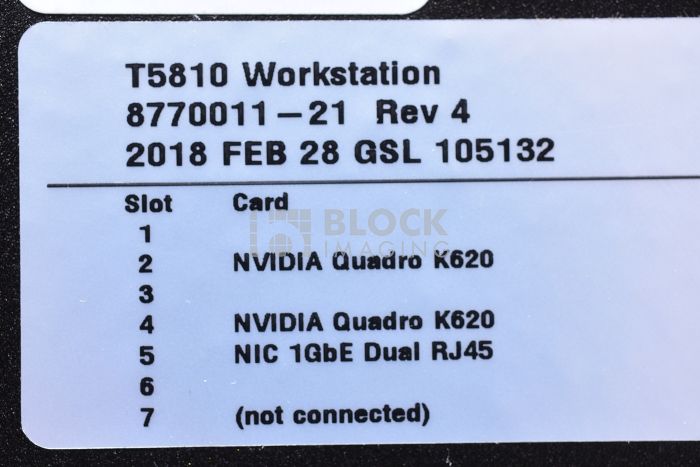 T5810 Workstation
8770011-21 Rev 4
2018 FEB 28 GSL 105132
Slot Card
1
2 NVIDIA Quadro K620
3
4 NVIDIA Quadro K620
5 NIC 1GbE Dual RJ45
6
7 (not connected)
BLOCK
IMAGING